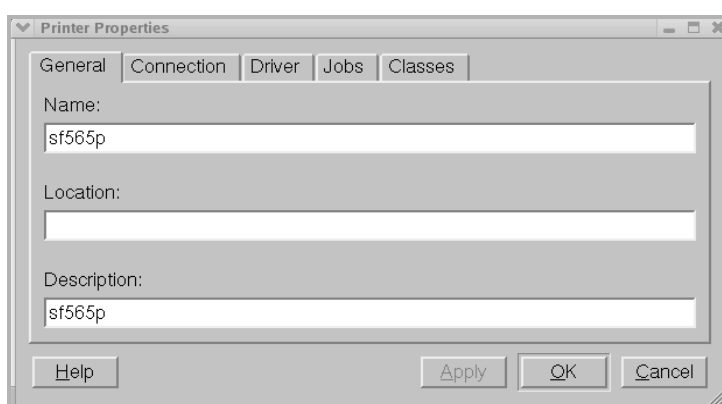 Printer Properties
General Connection Driver Jobs Classes
Name:
sf565p
Location:
Description:
sf565p
Help Apply OK Cancel